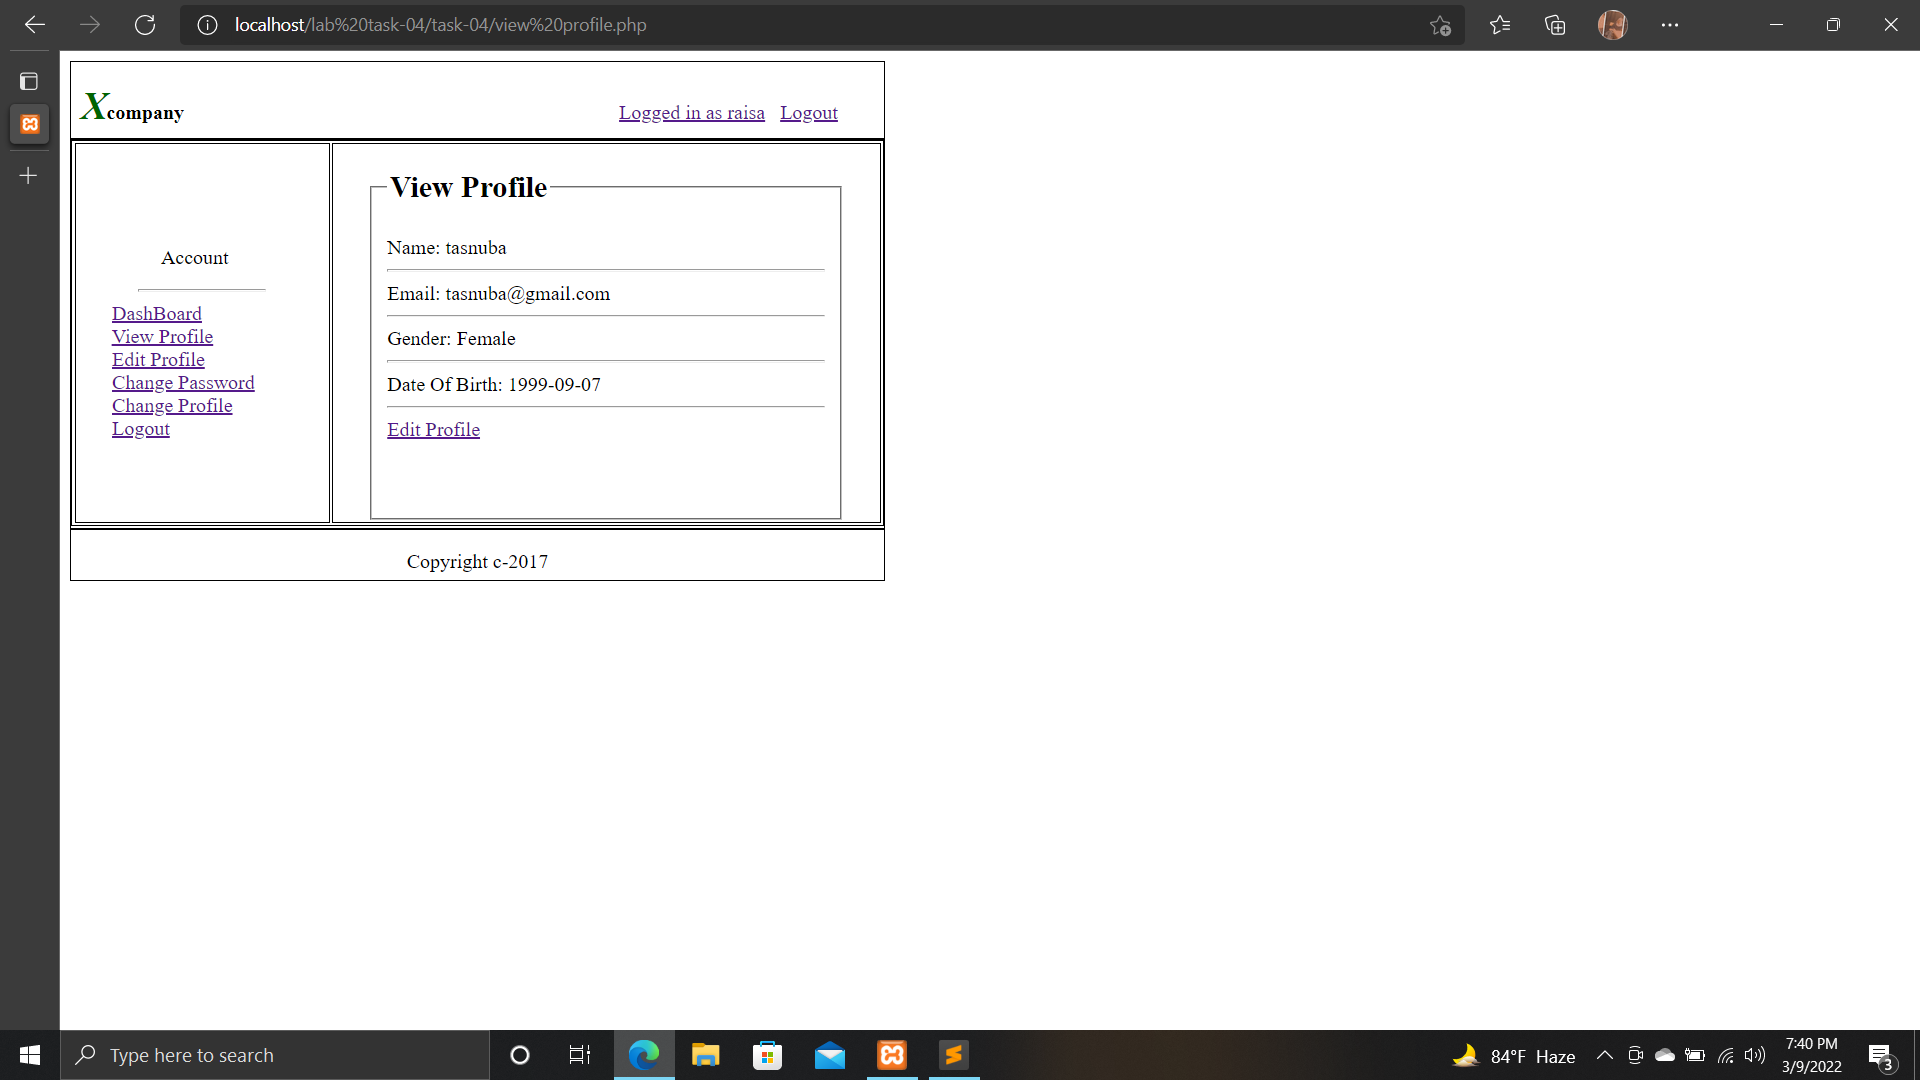 localhost/lab%20task-04/task-04/view%20profile.php
Xcompany
Logged in as raisa Logout
View Profile
Account
DashBoard
View Profile
Edit Profile
Change Password
Change Profile
Logout
Name: tasnuba
Email: tasnuba@gmail.com
Gender: Female
Date Of Birth: 1999-09-07
Edit Profile
Copyright c-2017
Type here to search
84°F Haze
7:40 PM
3/9/2022
3